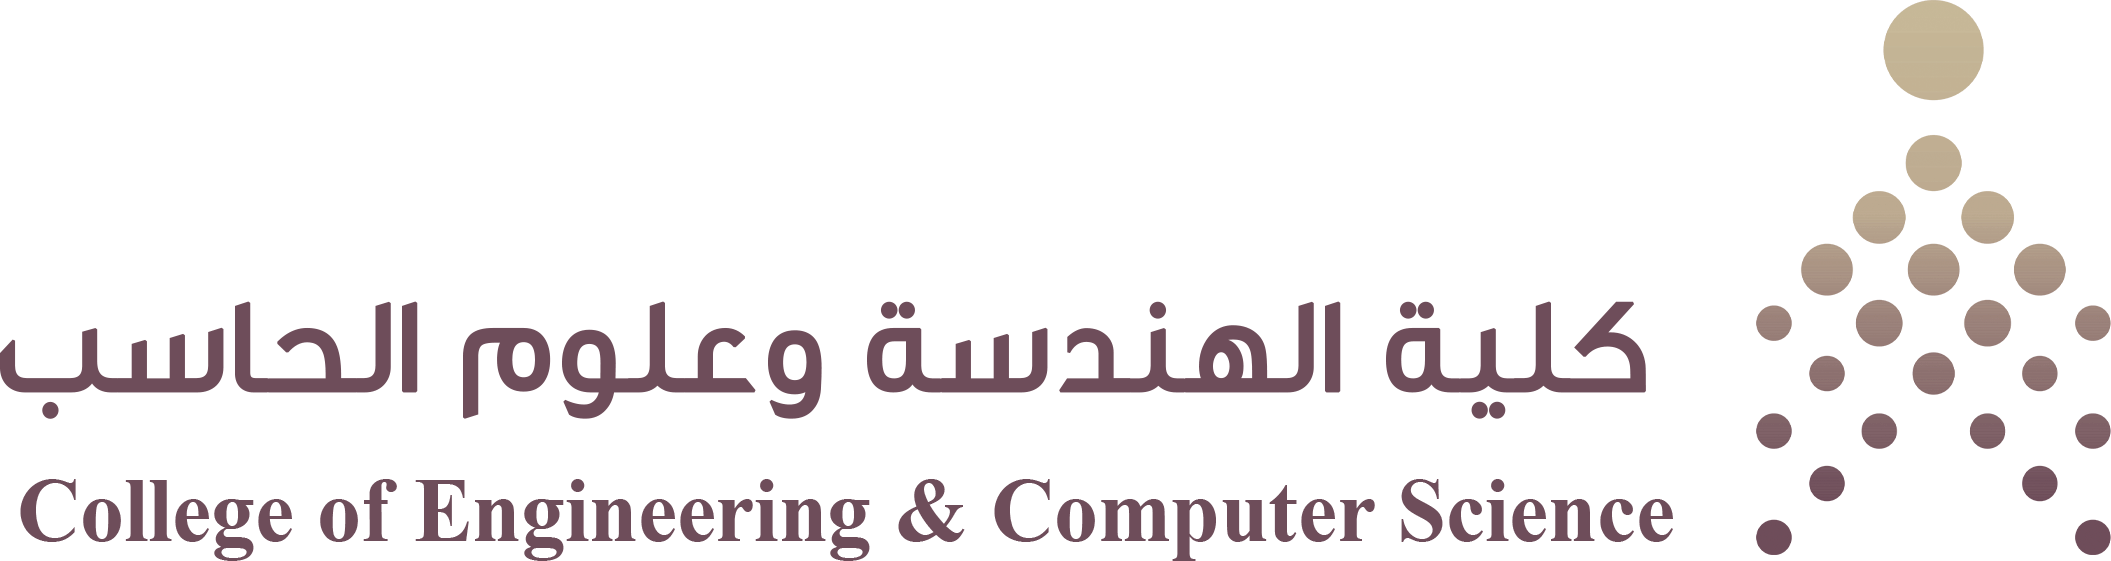 كلية الهندسة وعلوم الحاسب
College of Engineering & Computer Science